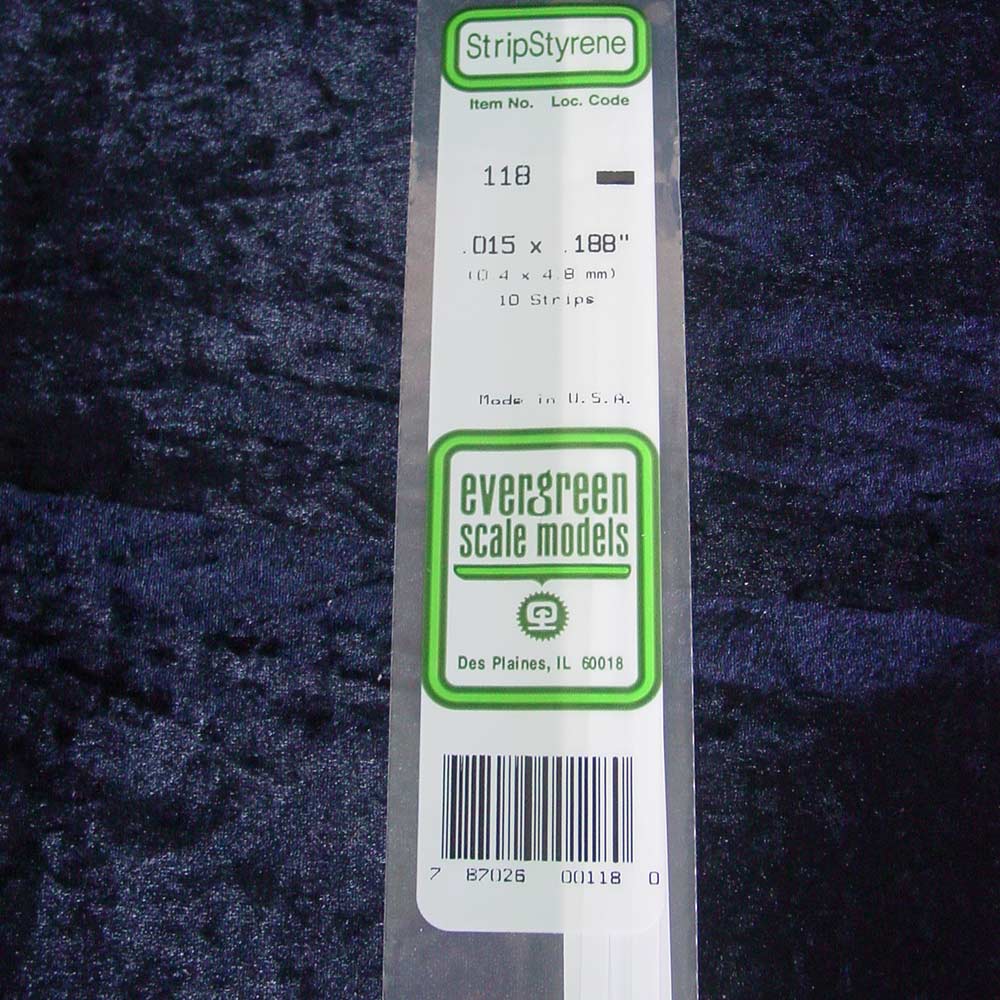 StripStyrene
Item No. Loc. Code
118
.015 x .188"
(0.4 x 4.8 mm)
10 Strips
Made in U.S.A.
evergreen
scale models
Des Plaines, IL 60018
7 87026 00118 0